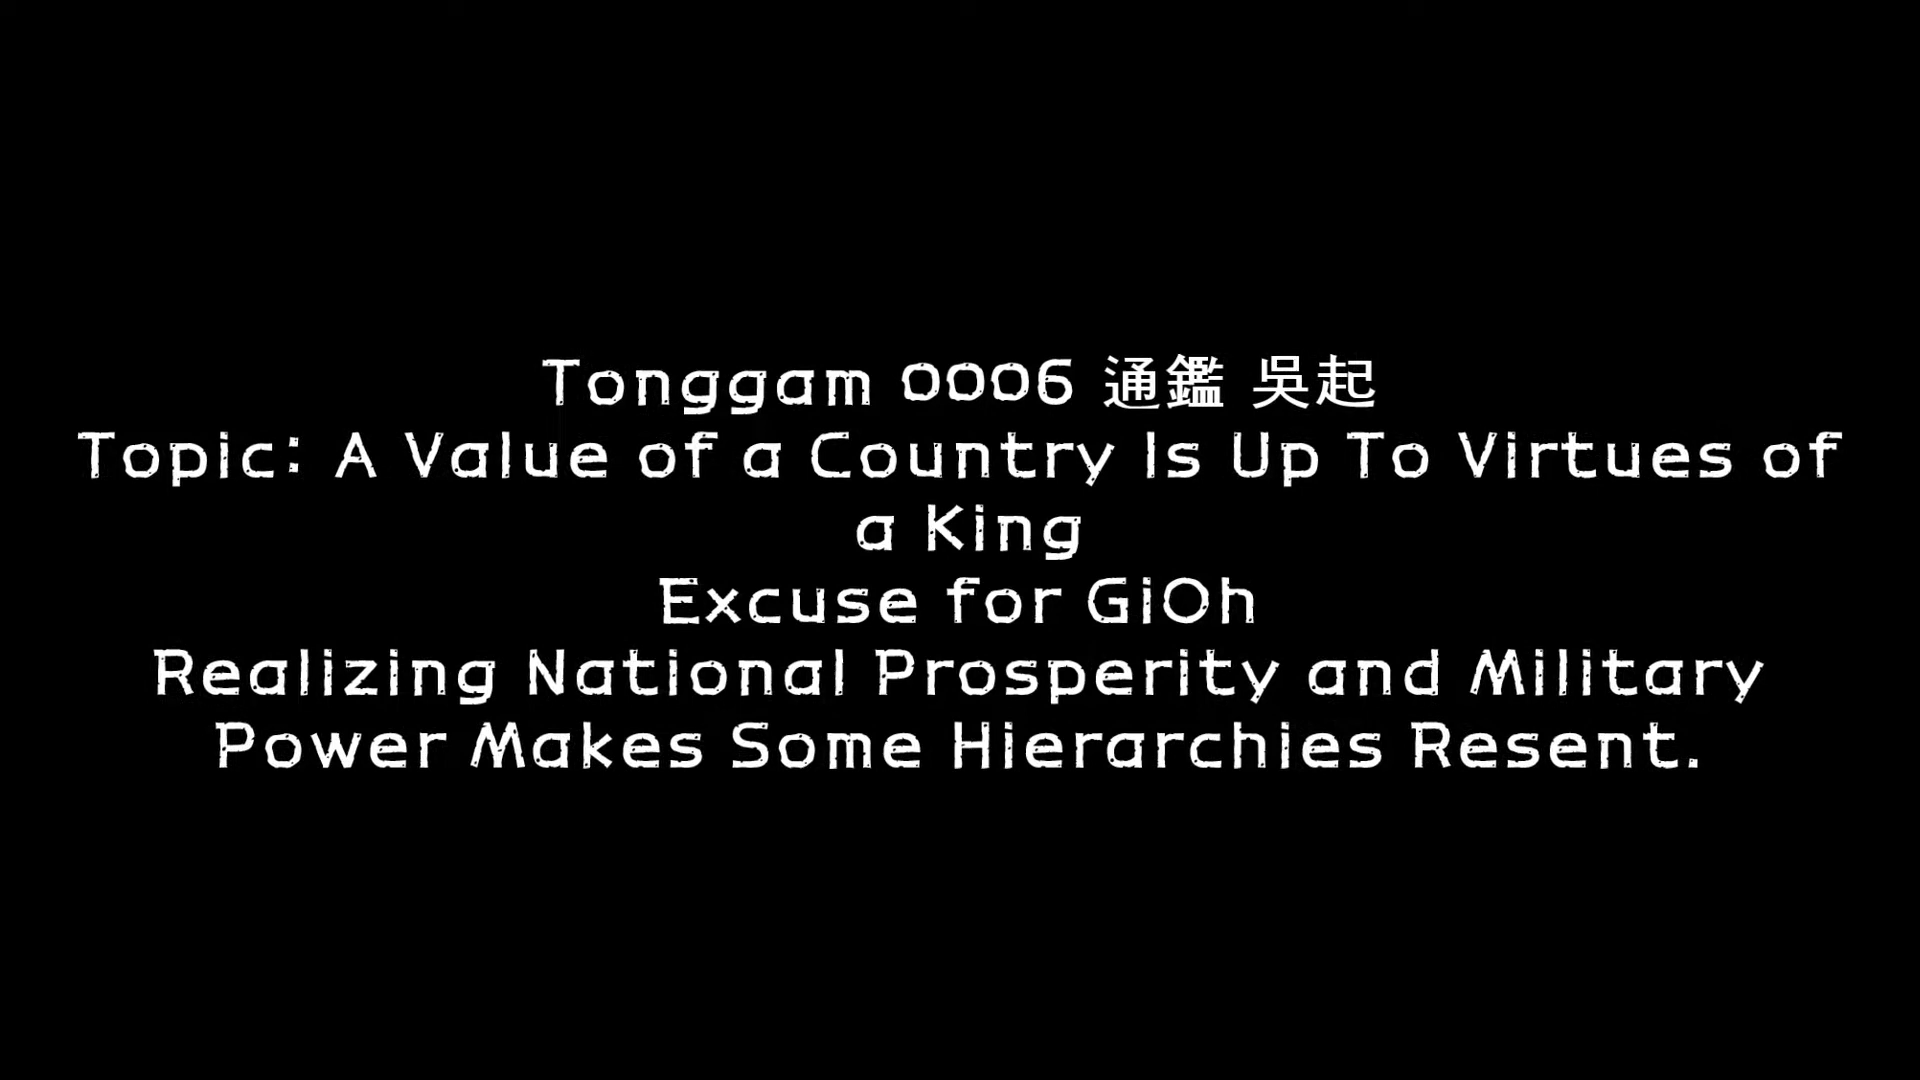 Tonggam 0006 通鑑 吳起
Topic: A Value of a Country Is Up To Virtues of
a King
Excuse for GiOh
Realizing National Prosperity and Military
Power Makes Some Hierarchies Resent.